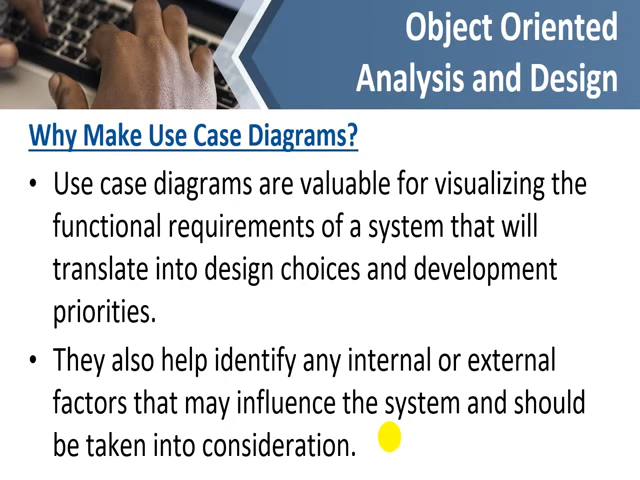 Object Oriented
Analysis and Design
Why Make Use Case Diagrams?
• Use case diagrams are valuable for visualizing the
functional requirements of a system that will
translate into design choices and development
priorities.
• They also help identify any internal or external
factors that may influence the system and should
be taken into consideration.